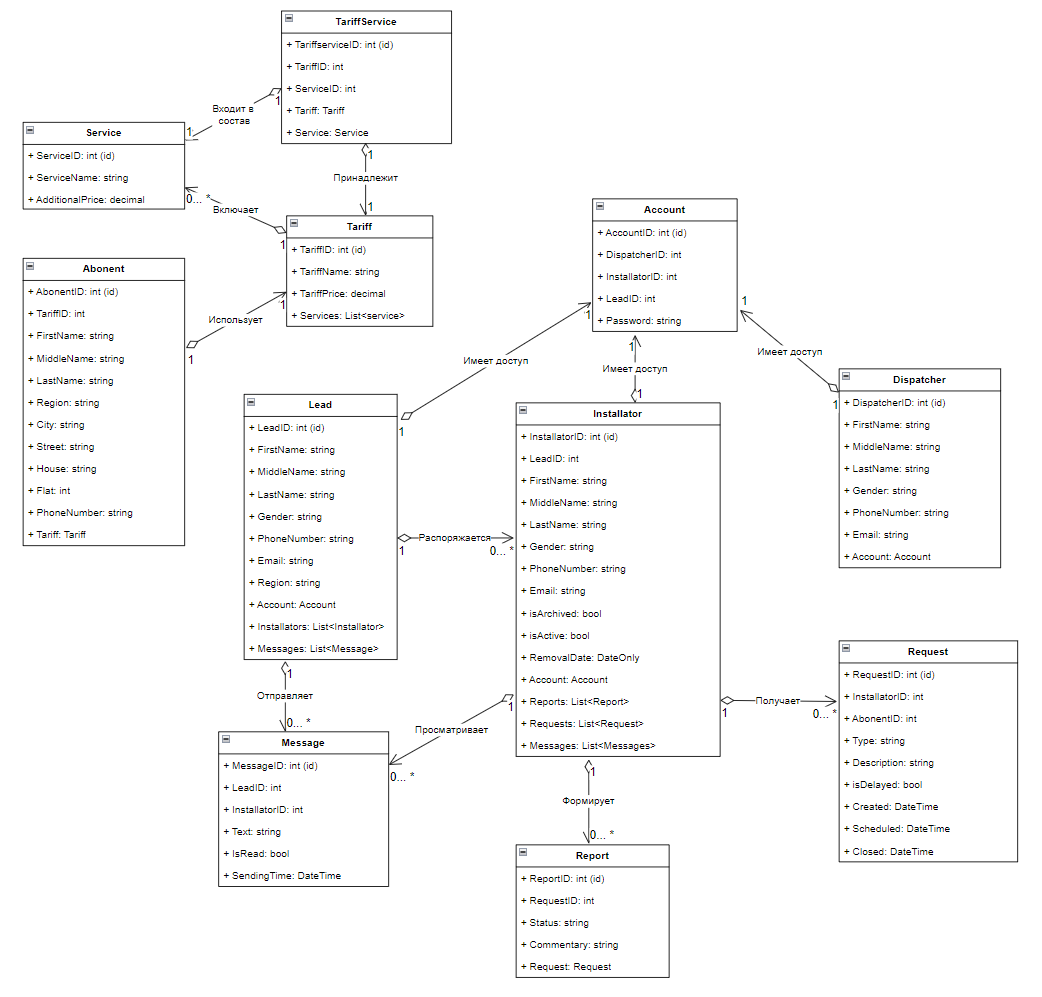 TariffService
+ TariffserviceID: int (id)
+ TariffID: int
+ ServiceID: int
+ Tariff: Tariff
+ Service: Service
1
Входит в
состав
1
Service
+ ServiceID: int (id)
+ ServiceName: string
+ AdditionalPrice: decimal
1
Принадлежит
1
0... *
Включает
1
Tariff
+ TariffID: int (id)
+ TariffName: string
+ TariffPrice: decimal
+ Services: List<service>
Abonent
+ AbonentID: int (id)
+ TariffID: int
+ FirstName: string
+ MiddleName: string
+ LastName: string
+ Region: string
+ City: string
+ Street: string
+ House: string
+ Flat: int
+ PhoneNumber: string
+ Tariff: Tariff
1
Использует
1
Account
+ AccountID: int (id)
+ DispatcherID: int
+ InstallatorID: int
+ LeadID: int
+ Password: string
1
Имеет доступ
1
1
Имеет доступ
1
1
Имеет доступ
1
Dispatcher
+ DispatcherID: int (id)
+ FirstName: string
+ MiddleName: string
+ LastName: string
+ Gender: string
+ PhoneNumber: string
+ Email: string
+ Account: Account
Lead
+ LeadID: int (id)
+ FirstName: string
+ MiddleName: string
+ LastName: string
+ Gender: string
+ PhoneNumber: string
+ Email: string
+ Region: string
+ Account: Account
+ Installators: List<Installator>
+ Messages: List<Message>
1
Распоряжается
0... *
Installator
+ InstallatorID: int (id)
+ LeadID: int
+ FirstName: string
+ MiddleName: string
+ LastName: string
+ Gender: string
+ PhoneNumber: string
+ Email: string
+ isArchived: bool
+ isActive: bool
+ RemovalDate: DateOnly
+ Account: Account
+ Reports: List<Report>
+ Requests: List<Request>
+ Messages: List<Messages>
1
Получает
0... *
Request
+ RequestID: int (id)
+ InstallatorID: int
+ AbonentID: int
+ Type: string
+ Description: string
+ isDelayed: bool
+ Created: DateTime
+ Scheduled: DateTime
+ Closed: DateTime
1
Отправляет
0... *
1
Просматривает
0... *
Message
+ MessageID: int (id)
+ LeadID: int
+ InstallatorID: int
+ Text: string
+ IsRead: bool
+ SendingTime: DateTime
1
Формирует
0... *
Report
+ ReportID: int (id)
+ RequestID: int
+ Status: string
+ Commentary: string
+ Request: Request